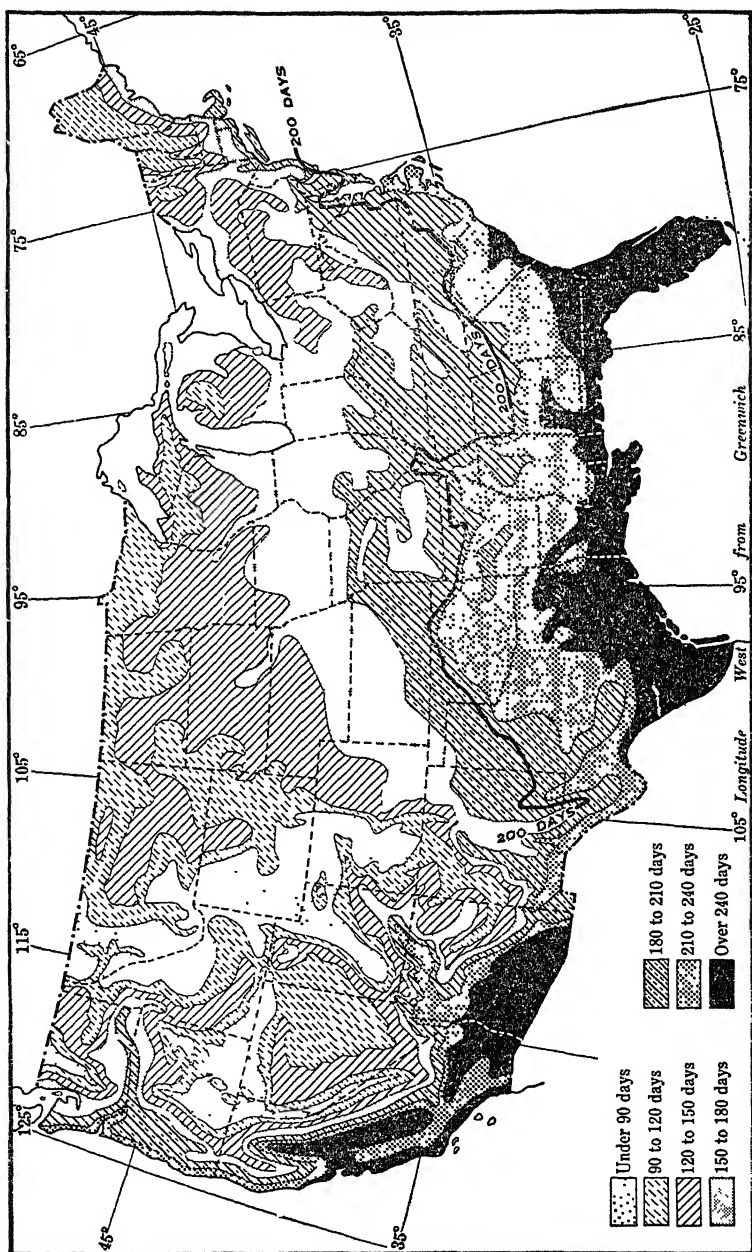 65°
45°
35°
25°
75°
200 DAYS
75°
85°
85°
200 DAYS
95°
95°
105°
200 DAYS
105°
115°
125°
45°
35°
Longitude West from Greenwich
Under 90 days
90 to 120 days
120 to 150 days
150 to 180 days
180 to 210 days
210 to 240 days
Over 240 days